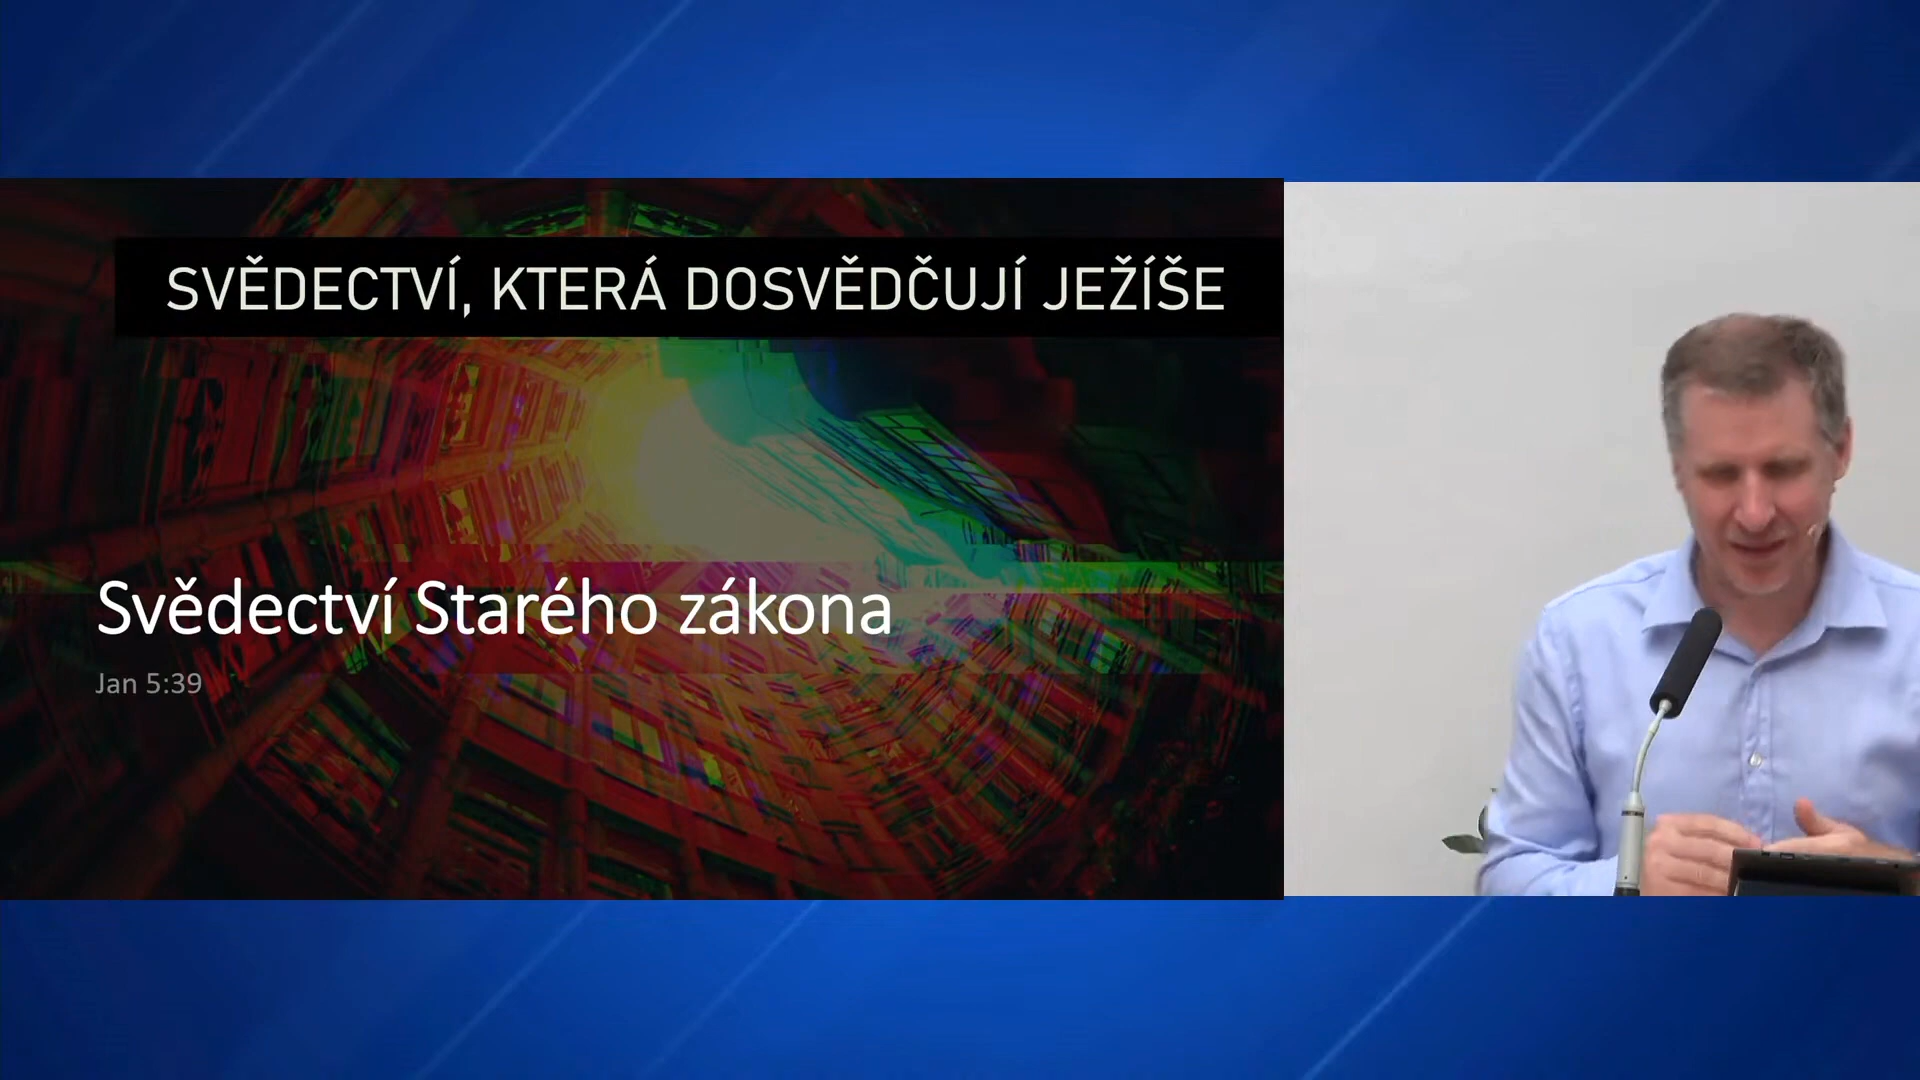 SVĚDECTVÍ, KTERÁ DOSVĚDČUJÍ JEŽÍŠE
Svědectví Starého zákona
Jan 5:39